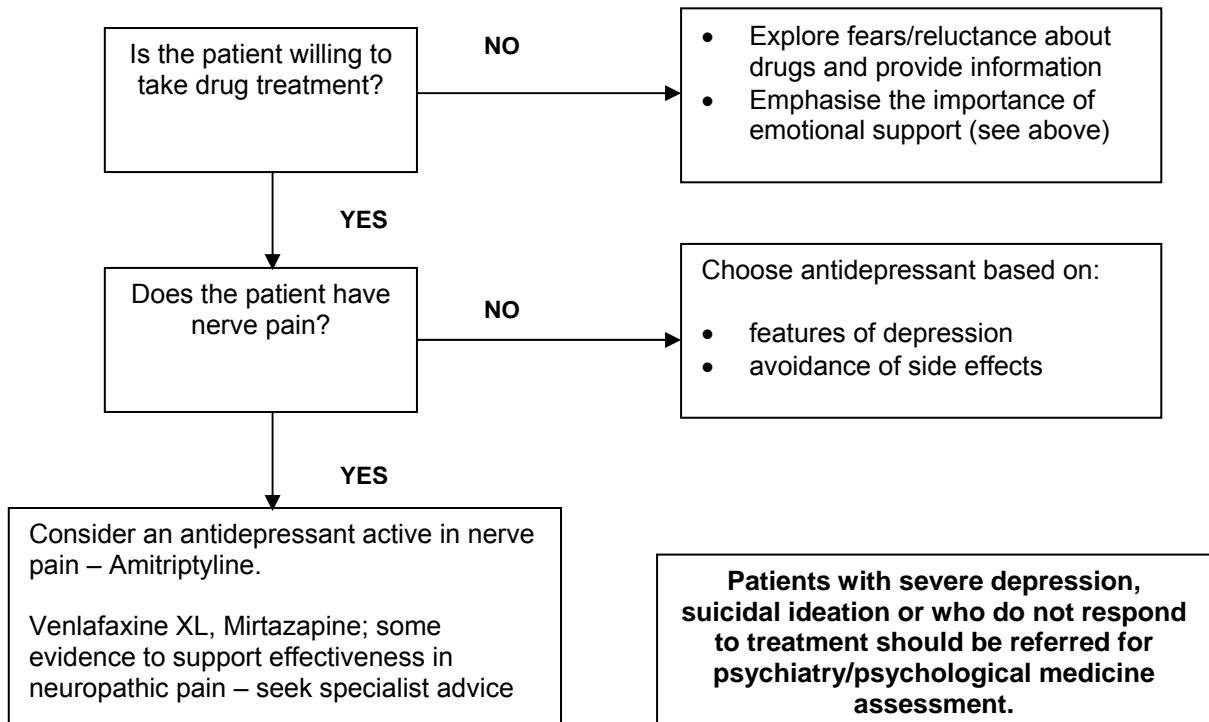 Is the patient willing to
take drug treatment?
NO
• Explore fears/reluctance about
drugs and provide information
• Emphasise the importance of
emotional support (see above)
YES
Does the patient have
nerve pain?
NO
Choose antidepressant based on:
• features of depression
• avoidance of side effects
YES
Consider an antidepressant active in nerve
pain – Amitriptyline.
Venlafaxine XL, Mirtazapine; some
evidence to support effectiveness in
neuropathic pain – seek specialist advice
Patients with severe depression,
suicidal ideation or who do not respond
to treatment should be referred for
psychiatry/psychological medicine
assessment.